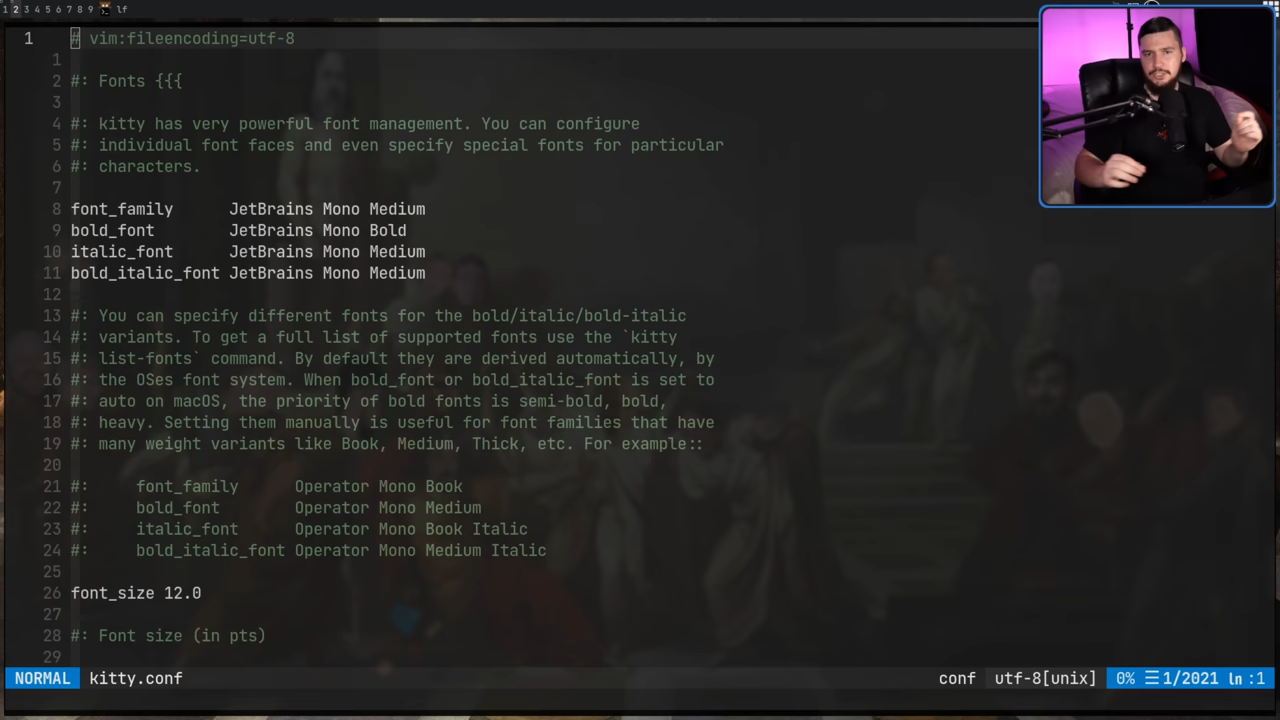 1 2 3 4 5 6 7 8 9 lf
1 # vim:fileencoding=utf-8
1
2 #: Fonts {{{
3
4 #: kitty has very powerful font management. You can configure
5 #: individual font faces and even specify special fonts for particular
6 #: characters.
7
8 font_family      JetBrains Mono Medium
9 bold_font        JetBrains Mono Bold
10 italic_font      JetBrains Mono Medium
11 bold_italic_font JetBrains Mono Medium
12
13 #: You can specify different fonts for the bold/italic/bold-italic
14 #: variants. To get a full list of supported fonts use the `kitty
15 #: list-fonts` command. By default they are derived automatically, by
16 #: the OSes font system. When bold_font or bold_italic_font is set to
17 #: auto on macOS, the priority of bold fonts is semi-bold, bold,
18 #: heavy. Setting them manually is useful for font families that have
19 #: many weight variants like Book, Medium, Thick, etc. For example::
20
21 #:     font_family      Operator Mono Book
22 #:     bold_font        Operator Mono Medium
23 #:     italic_font      Operator Mono Book Italic
24 #:     bold_italic_font Operator Mono Medium Italic
25
26 font_size 12.0
27
28 #: Font size (in pts)
29
NORMAL kitty.conf conf utf-8[unix] 0% ☰ 1/2021 ln :1